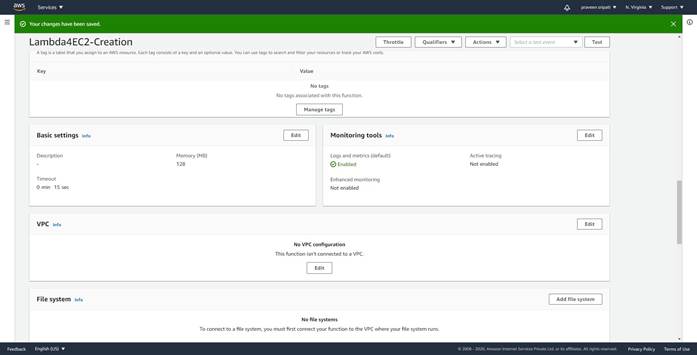 aws Services praveen sripati N. Virginia Support
Your changes have been saved.
Lambda4EC2-Creation Throttle Qualifiers Actions Select a test event Test
A tag is a label that you assign to an AWS resource. Each tag consists of a key and an optional value. You can use tags to search and filter your resources or track your AWS costs.
Key Value
No tags
No tags associated with this function.
Manage tags
Basic settings Info Edit
Description Memory (MB)
- 128
Timeout
0 min 15 sec
Monitoring tools Info Edit
Logs and metrics (default) Active tracing
Enabled Not enabled
Enhanced monitoring
Not enabled
VPC Info Edit
No VPC configuration
This function isn't connected to a VPC.
Edit
File system Info Add file system
No file systems
To connect to a file system, you must first connect your function to the VPC where your file system runs.
Feedback English (US) © 2008 - 2020, Amazon Internet Services Private Ltd. or its affiliates. All rights reserved. Privacy Policy Terms of Use